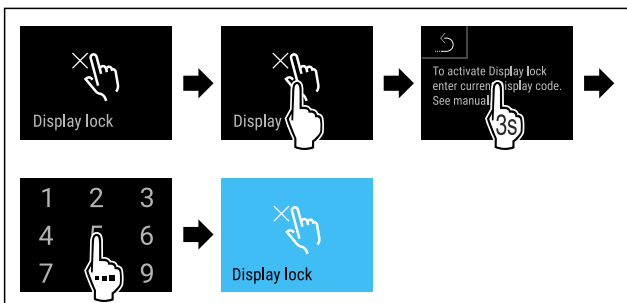 Display lock
Display
To activate Display lock
enter current display code.
See manual
3s
1 2 3
4 5 6
7 9
Display lock